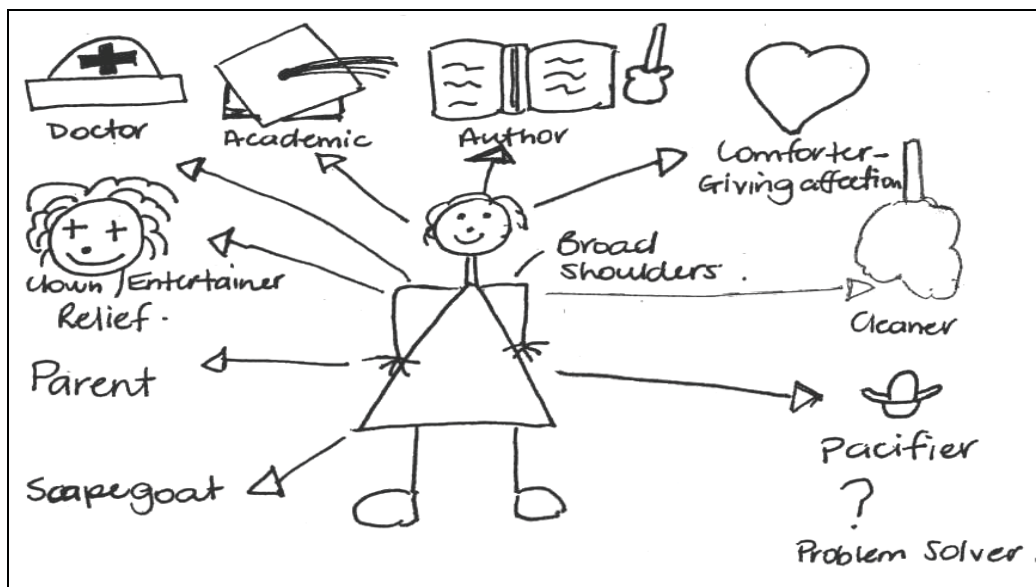 Doctor
Academic
Author
Comforter-
Giving affection
Clown / Entertainer
Relief.
Broad
shoulders.
Cleaner
Parent
Pacifier
Scapegoat
?
Problem Solver.